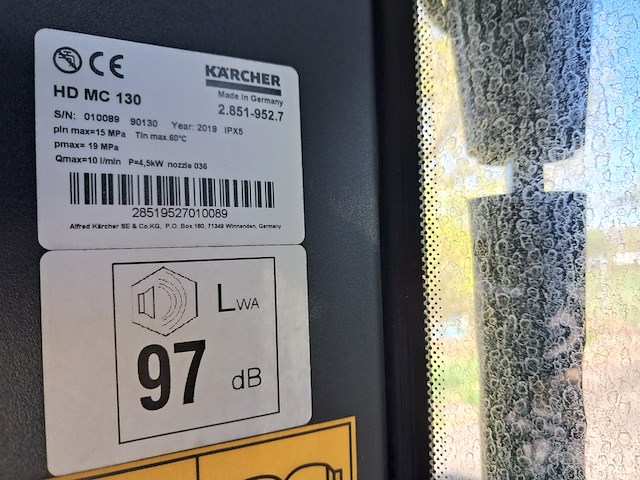 CE
KÄRCHER
Made in Germany
HD MC 130
2.851-952.7
S/N: 010089 90130 Year: 2019 IPX5
pin max=15 MPa Tin max.60°C
pmax= 19 MPa
Qmax=10 l/min P=4,5kW nozzle 036
28519527010089
Alfred Kärcher SE & Co.KG, P.O. Box 160, 71349 Winnenden, Germany
LWA
97 dB